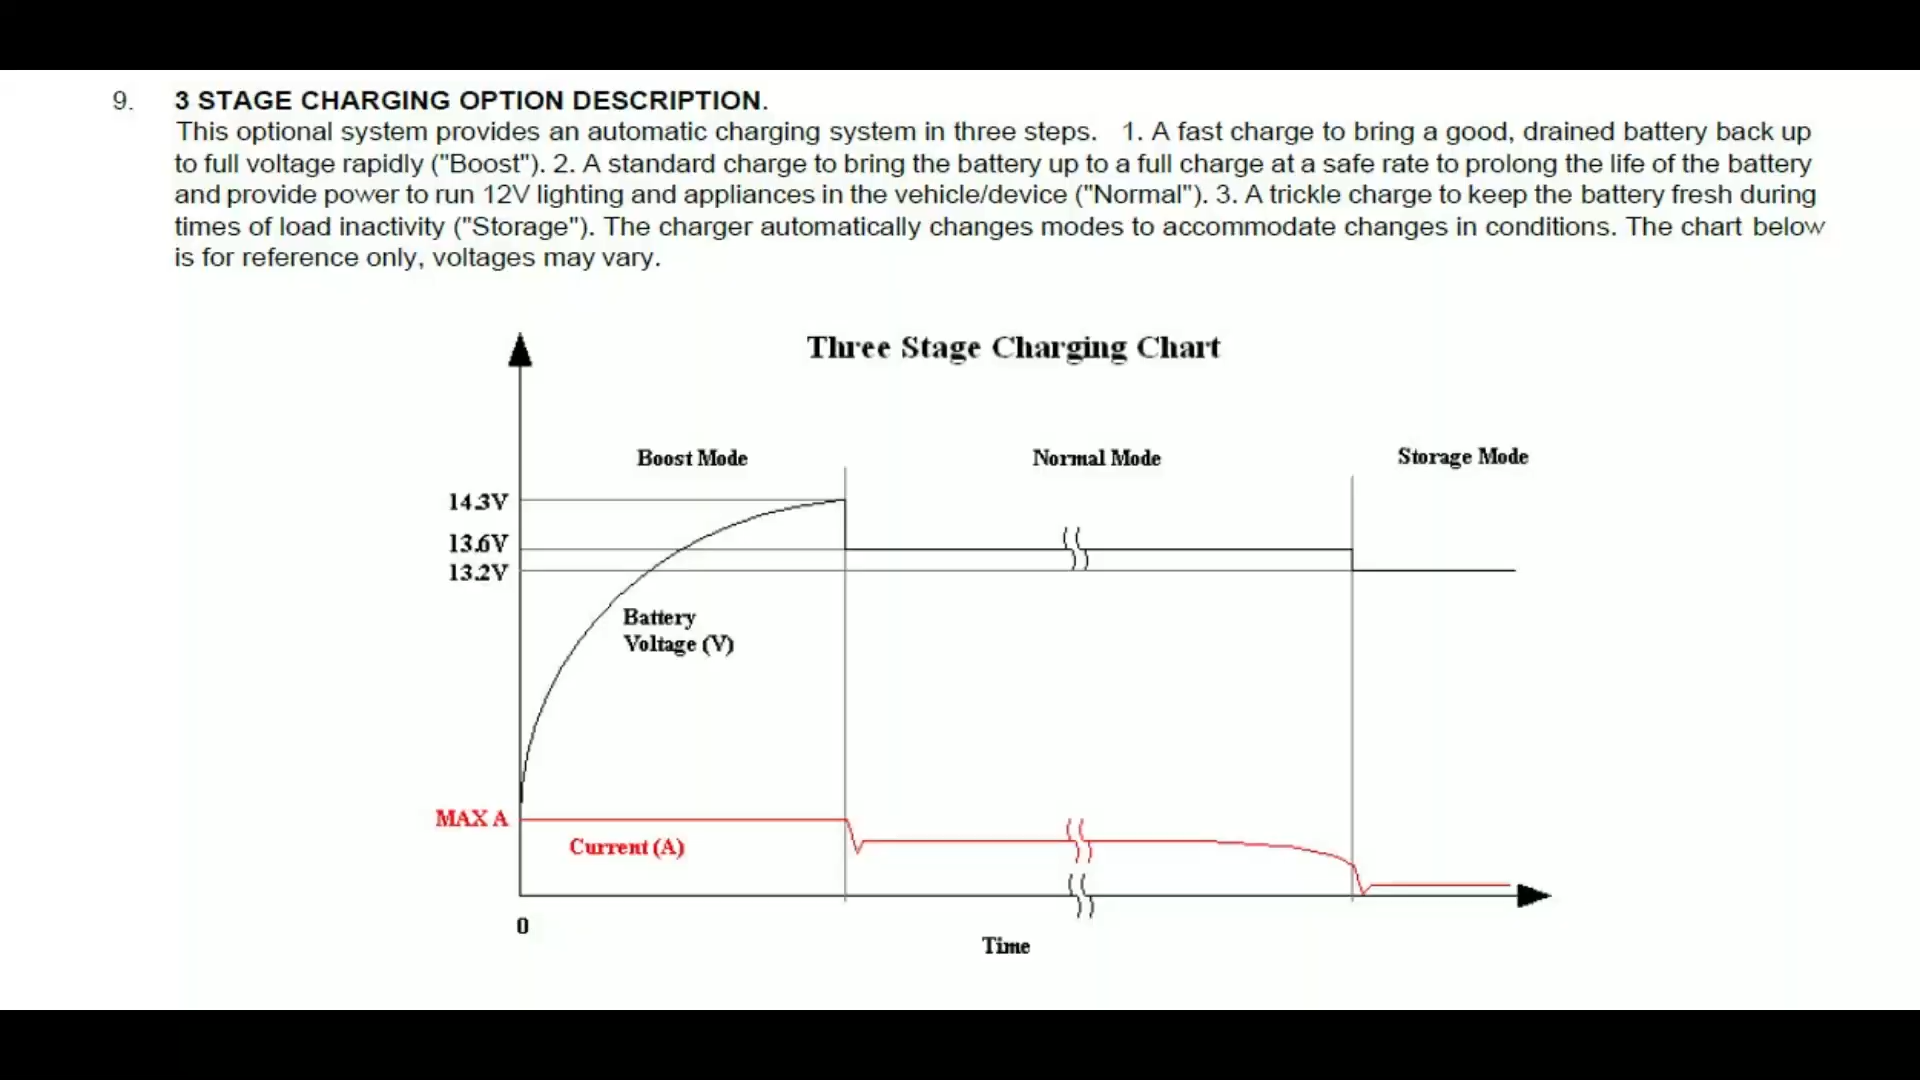 9. 3 STAGE CHARGING OPTION DESCRIPTION.
This optional system provides an automatic charging system in three steps. 1. A fast charge to bring a good, drained battery back up
to full voltage rapidly ("Boost"). 2. A standard charge to bring the battery up to a full charge at a safe rate to prolong the life of the battery
and provide power to run 12V lighting and appliances in the vehicle/device ("Normal"). 3. A trickle charge to keep the battery fresh during
times of load inactivity ("Storage"). The charger automatically changes modes to accommodate changes in conditions. The chart below
is for reference only, voltages may vary.
Three Stage Charging Chart
Boost Mode
Normal Mode
Storage Mode
14.3V
13.6V
13.2V
Battery
Voltage (V)
MAX A
Current (A)
0
Time